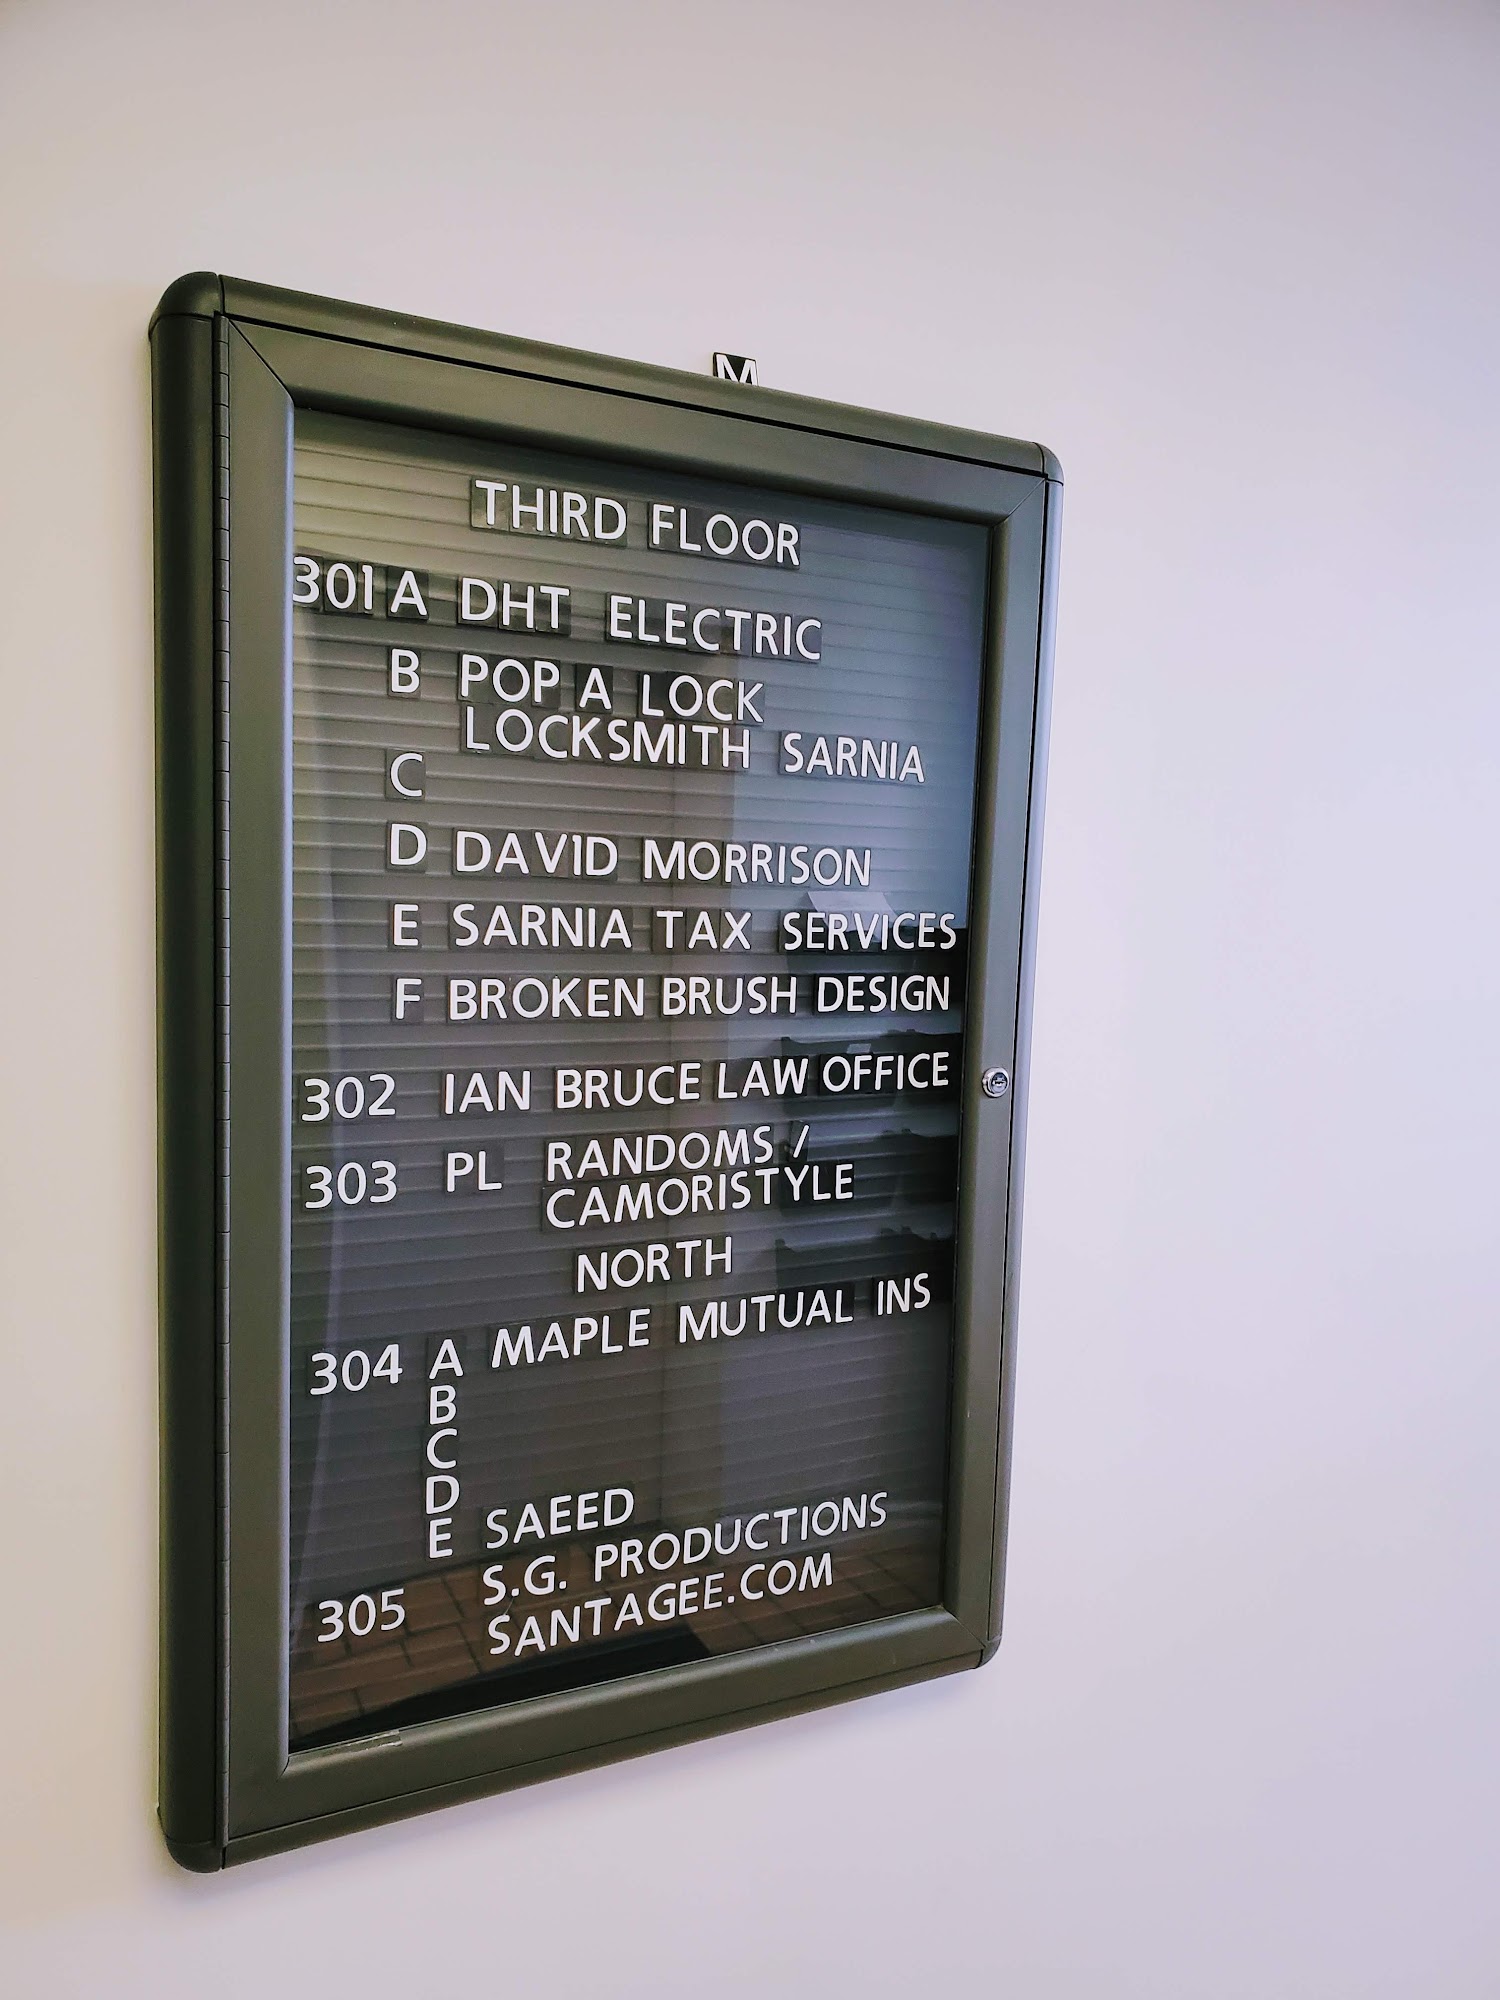 M
THIRD FLOOR
301 A DHT ELECTRIC
B POP A LOCK
LOCKSMITH SARNIA
C
D DAVID MORRISON
E SARNIA TAX SERVICES
F BROKEN BRUSH DESIGN
302 IAN BRUCE LAW OFFICE
303 PL RANDOMS /
CAMORISTYLE
NORTH
304 A MAPLE MUTUAL INS
B
C
D
E SAEED
S.G. PRODUCTIONS
305 SANTAGEE.COM